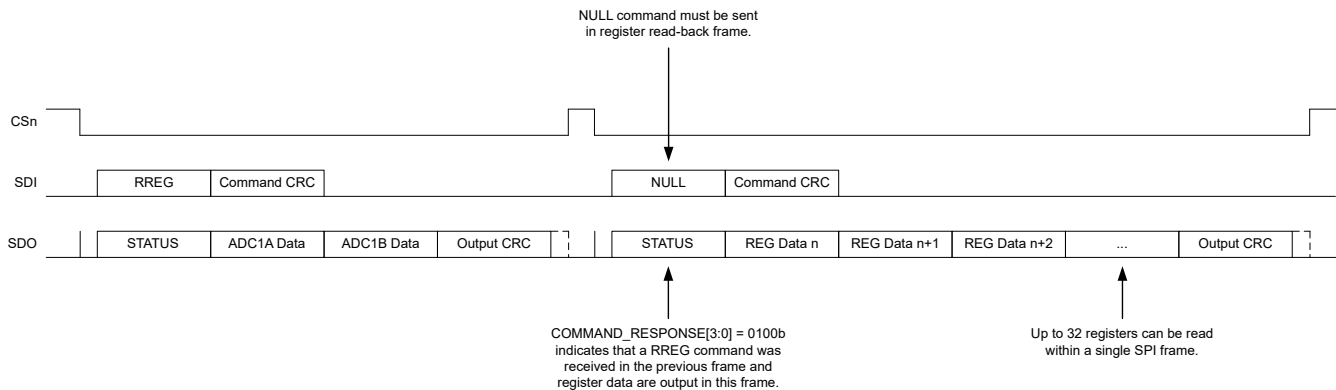 NULL command must be sent
in register read-back frame.
CSn
SDI
RREG
Command CRC
NULL
Command CRC
SDO
STATUS
ADC1A Data
ADC1B Data
Output CRC
STATUS
REG Data n
REG Data n+1
REG Data n+2
...
Output CRC
COMMAND_RESPONSE[3:0] = 0100b
indicates that a RREG command was
received in the previous frame and
register data are output in this frame.
Up to 32 registers can be read
within a single SPI frame.